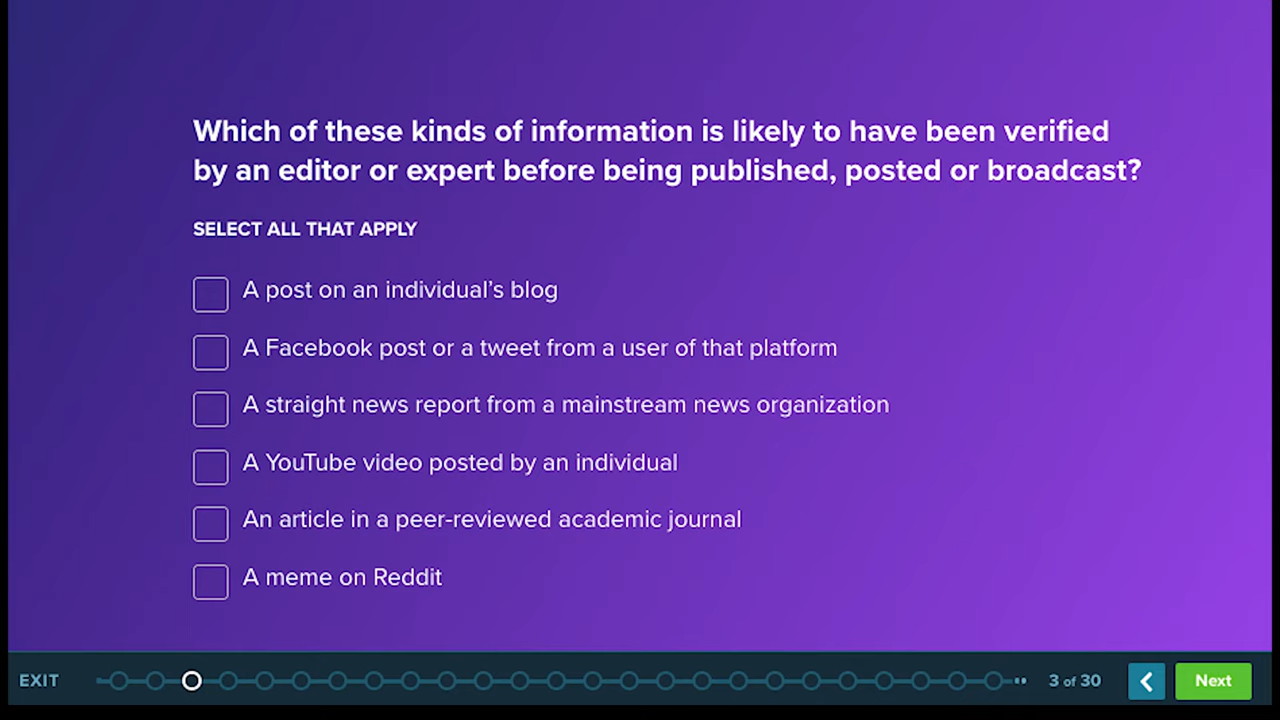 Which of these kinds of information is likely to have been verified
by an editor or expert before being published, posted or broadcast?
SELECT ALL THAT APPLY
A post on an individual’s blog
A Facebook post or a tweet from a user of that platform
A straight news report from a mainstream news organization
A YouTube video posted by an individual
An article in a peer-reviewed academic journal
A meme on Reddit
EXIT 3 of 30 Next